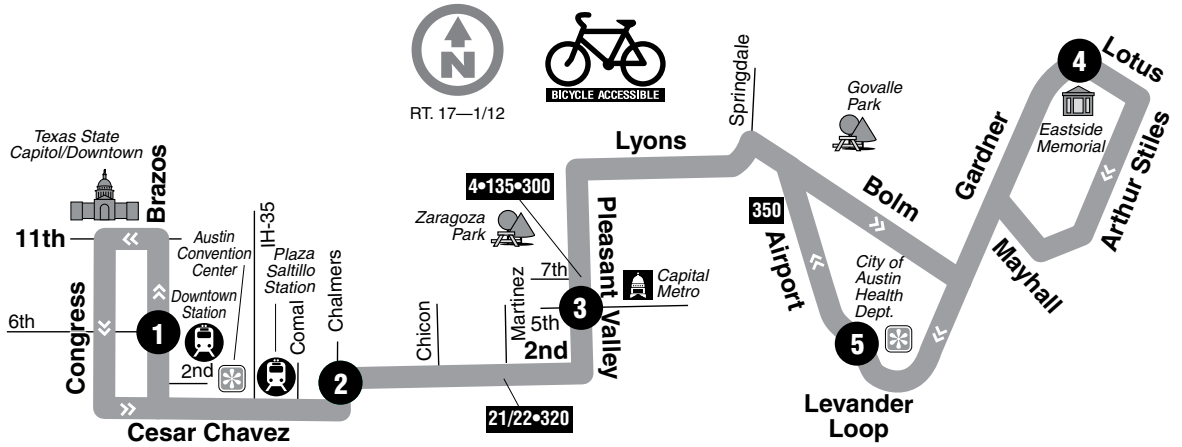 N
RT. 17—1/12
BICYCLE ACCESSIBLE
Texas State
Capitol/Downtown
Brazos
11th
Congress
6th
1
Austin
Convention
Center
Downtown
Station
2nd
IH-35
Plaza
Saltillo
Station
Comal
Chalmers
2
Cesar Chavez
Chicon
Martinez
21/22•320
4•135•300
Zaragoza
Park
7th
5th
2nd
3
Pleasant Valley
Capital
Metro
Lyons
Springdale
Govalle
Park
Bolm
350
Airport
City of
Austin
Health
Dept.
5
Levander
Loop
Gardner
4
Lotus
Eastside
Memorial
Arthur Stiles
Mayhall